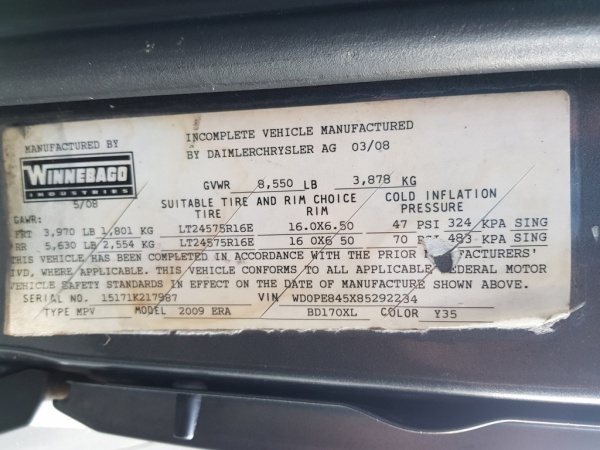 MANUFACTURED BY
WINNEBAGO
INDUSTRIES
5/08
INCOMPLETE VEHICLE MANUFACTURED
BY DAIMLERCHRYSLER AG 03/08
GVWR 8,550 LB 3,878 KG
SUITABLE TIRE AND RIM CHOICE COLD INFLATION
GAWR: TIRE RIM PRESSURE
FRT 3,970 LB 1,801 KG LT24575R16E 16.0X6.50 47 PSI 324 KPA SING
RR 5,630 LB 2,554 KG LT24575R16E 16 0X6 50 70 483 KPA SING
THIS VEHICLE HAS BEEN COMPLETED IN ACCORDANCE WITH THE PRIOR MANUFACTURERS'
IVD, WHERE APPLICABLE. THIS VEHICLE CONFORMS TO ALL APPLICABLE FEDERAL MOTOR
VEHICLE SAFETY STANDARDS IN EFFECT ON THE DATE OF MANUFACTURE SHOWN ABOVE.
SERIAL NO. 15171K217987 VIN WD0PE845X85292234
TYPE MPV MODEL 2009 ERA BD170XL COLOR Y35